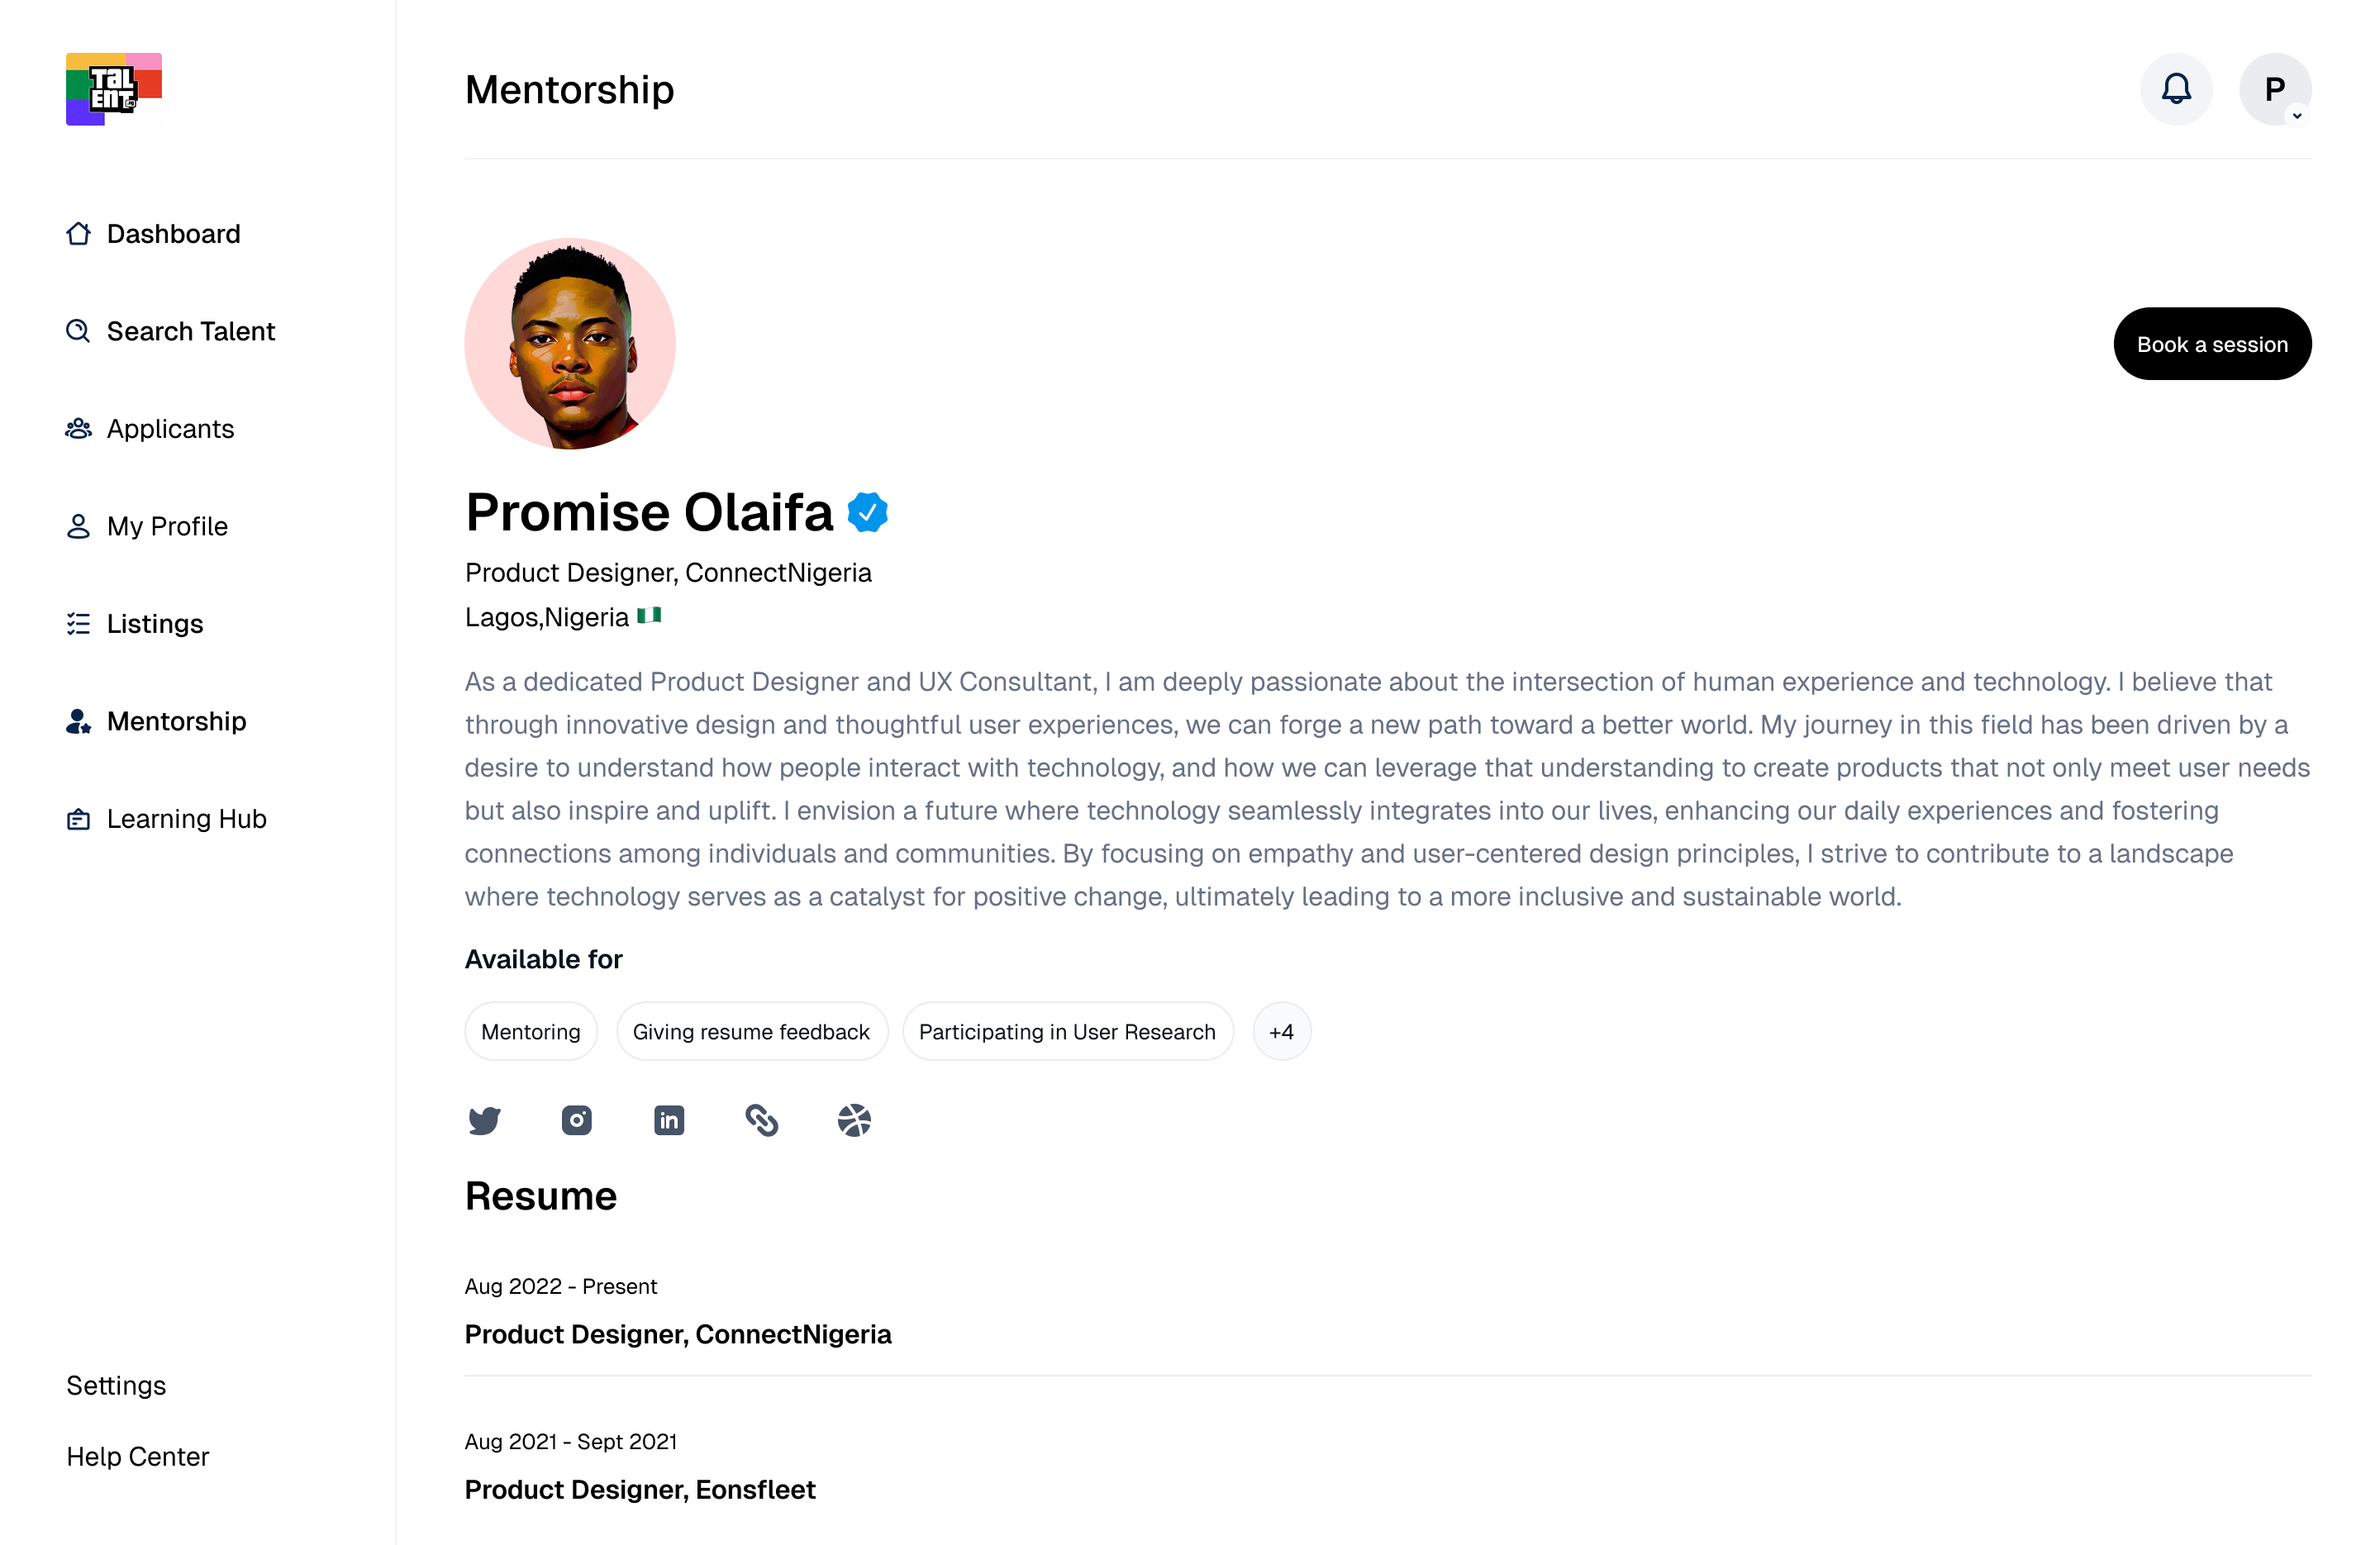 TaL
ENT
Mentorship
P
Dashboard
Search Talent
Applicants
My Profile
Listings
Mentorship
Learning Hub
Settings
Help Center
Book a session
Promise Olaifa
Product Designer, ConnectNigeria
Lagos,Nigeria
As a dedicated Product Designer and UX Consultant, I am deeply passionate about the intersection of human experience and technology. I believe that
through innovative design and thoughtful user experiences, we can forge a new path toward a better world. My journey in this field has been driven by a
desire to understand how people interact with technology, and how we can leverage that understanding to create products that not only meet user needs
but also inspire and uplift. I envision a future where technology seamlessly integrates into our lives, enhancing our daily experiences and fostering
connections among individuals and communities. By focusing on empathy and user-centered design principles, I strive to contribute to a landscape
where technology serves as a catalyst for positive change, ultimately leading to a more inclusive and sustainable world.
Available for
Mentoring
Giving resume feedback
Participating in User Research
+4
in
Resume
Aug 2022 - Present
Product Designer, ConnectNigeria
Aug 2021 - Sept 2021
Product Designer, Eonsfleet